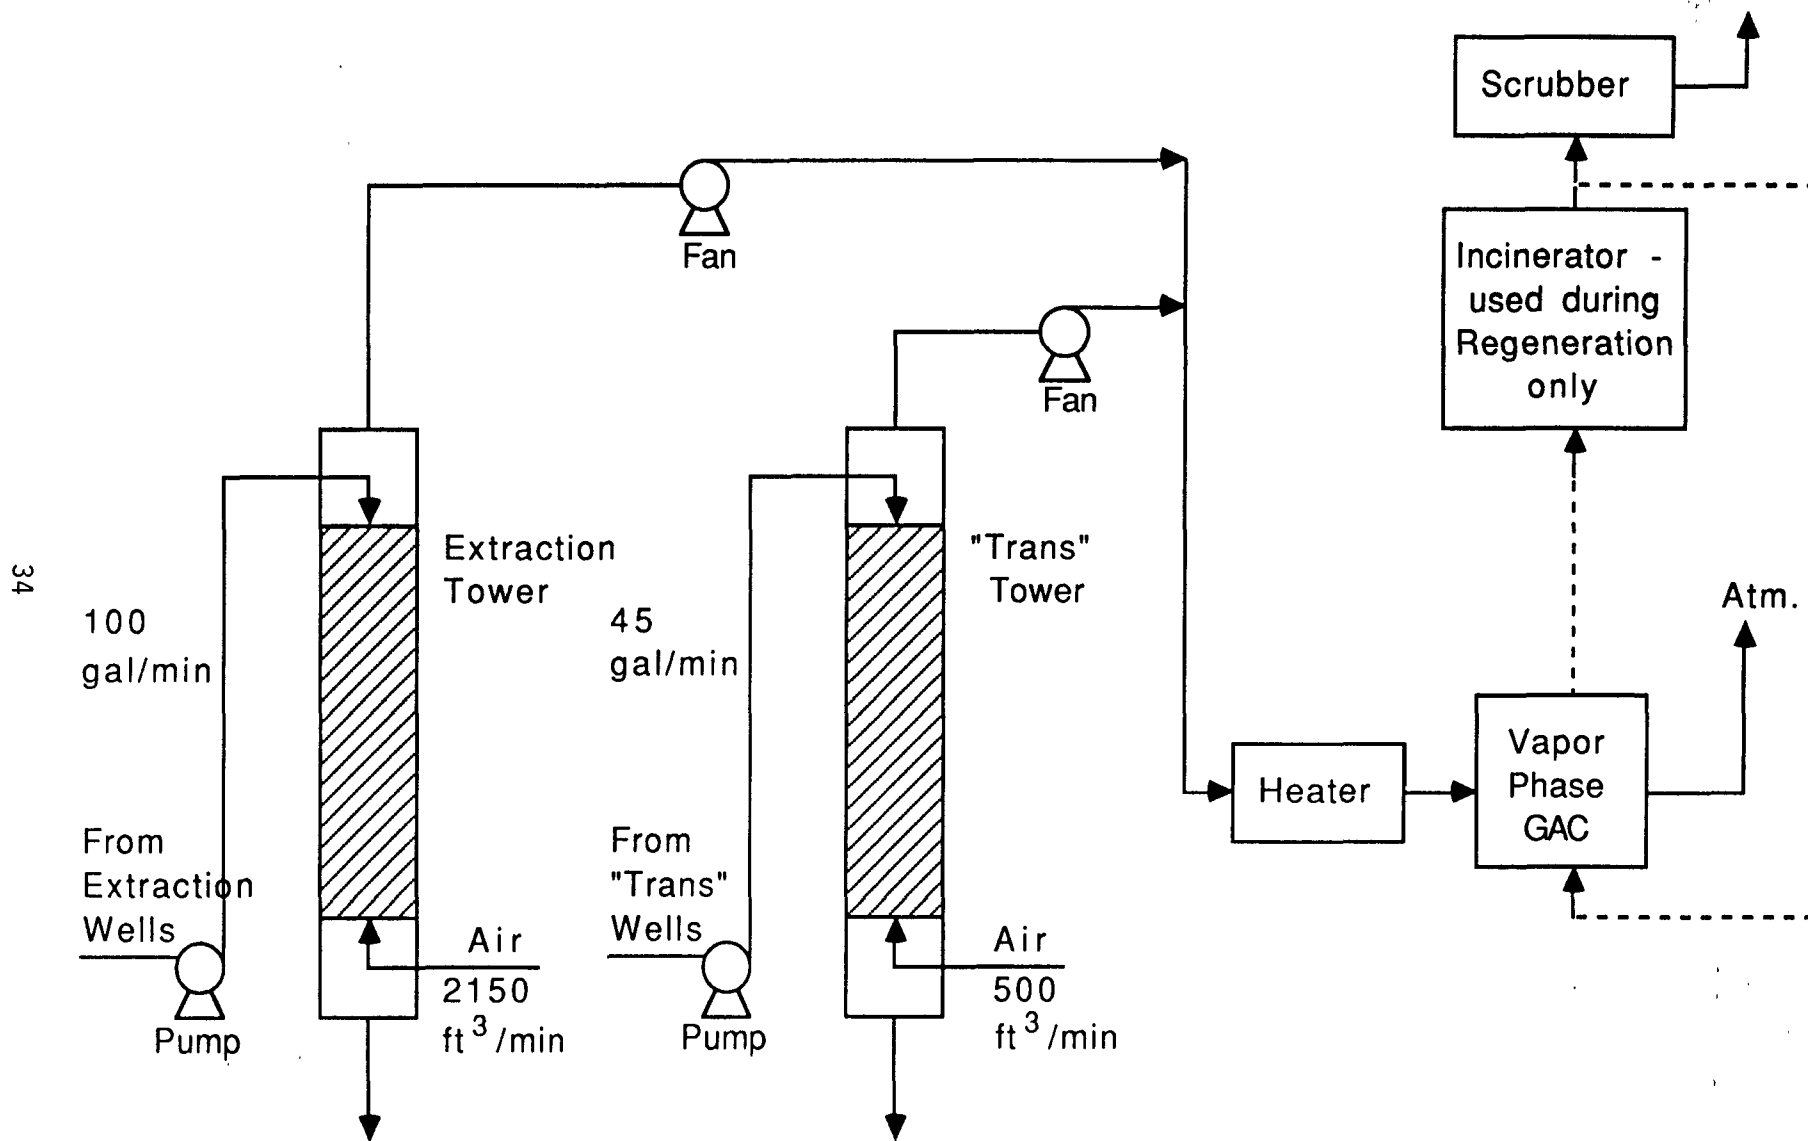 Scrubber
Fan
Incinerator -
used during
Regeneration
only
Fan
Extraction
Tower
"Trans"
Tower
34
100
gal/min
45
gal/min
Atm.
Vapor
Phase
GAC
Heater
From
Extraction
Wells
From
"Trans"
Wells
Air
2150
ft³/min
Air
500
ft³/min
Pump
Pump